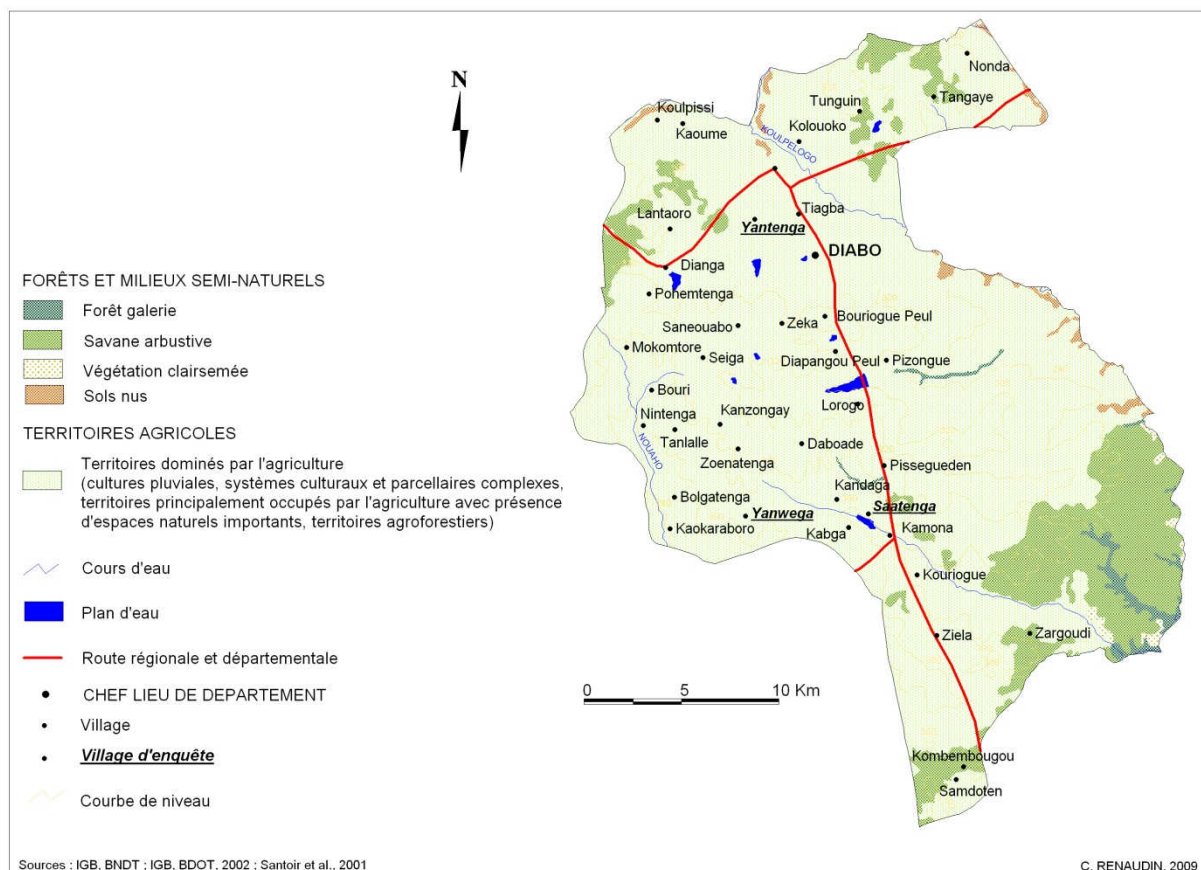 N
Nonda
Tangaye
Tunguin
Kolouoko
Koulpissi
Kaoume
KOULPELOGO
Lantaoro
Tiagba
Yantenga
DIABO
Dianga
Ponemtenga
Saneouabo
Zeka
Bouriogue Peul
Mokomtore
Seiga
Diapangou Peul
Pizongue
Bouri
Lorogo
Nintenga
Kanzongay
Tanlalle
Daboade
Zoenatenga
NOUAHO
Pissegueden
Kandaga
Bolgatenga
Yanwega
Saatenga
Kaokaraboro
Kabga
Kamona
Kouriogue
Ziela
Zargoudi
Kombembougou
Samdoten
FORÊTS ET MILIEUX SEMI-NATURELS
Forêt galerie
Savane arbustive
Végétation clairsemée
Sols nus
TERRITOIRES AGRICOLES
Territoires dominés par l'agriculture
(cultures pluviales, systèmes culturaux et parcellaires complexes,
territoires principalement occupés par l'agriculture avec présence
d'espaces naturels importants, territoires agroforestiers)
Cours d'eau
Plan d'eau
Route régionale et départementale
CHEF LIEU DE DEPARTEMENT
Village
Village d'enquête
Courbe de niveau
0 5 10 Km
Sources : IGB, BNDT ; IGB, BDOT, 2002 ; Santoir et al., 2001
C. RENAUDIN, 2009